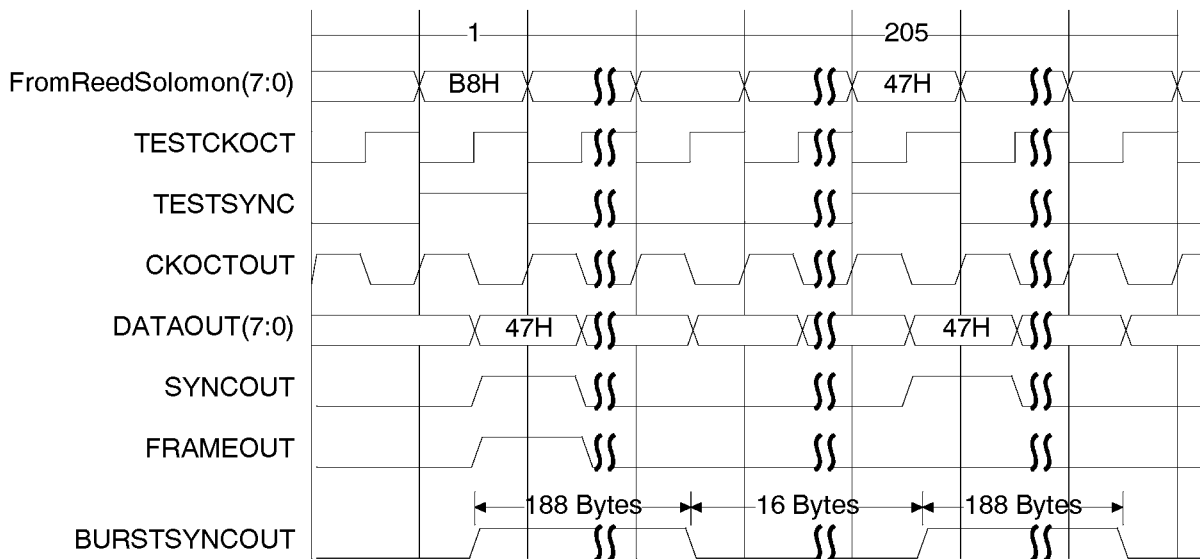 1 205
FromReedSolomon(7:0) B8H 47H
TESTCKOCT
TESTSYNC
CKOCTOUT
DATAOUT(7:0) 47H 47H
SYNCOUT
FRAMEOUT
188 Bytes 16 Bytes 188 Bytes
BURSTSYNCOUT